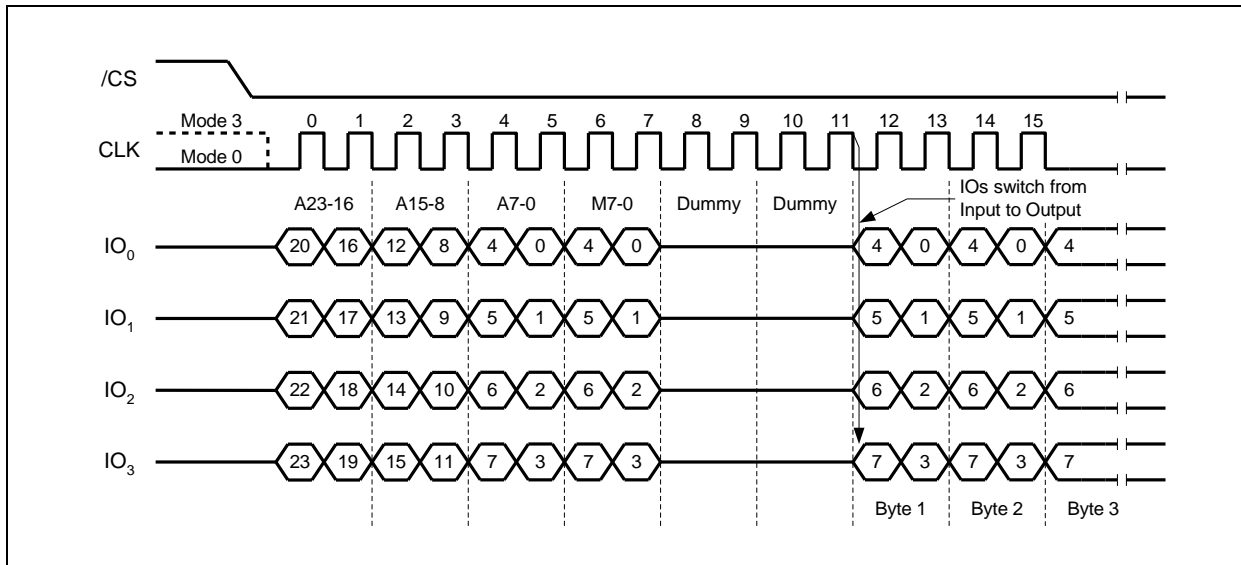 /CS
Mode 3 0 1 2 3 4 5 6 7 8 9 10 11 12 13 14 15
CLK
Mode 0
IOs switch from
Input to Output
A23-16 A15-8 A7-0 M7-0 Dummy Dummy
IO0 20 16 12 8 4 0 4 0 4 0 4 0 4
IO1 21 17 13 9 5 1 5 1 5 1 5 1 5
IO2 22 18 14 10 6 2 6 2 6 2 6 2 6
IO3 23 19 15 11 7 3 7 3 7 3 7 3 7
Byte 1 Byte 2 Byte 3